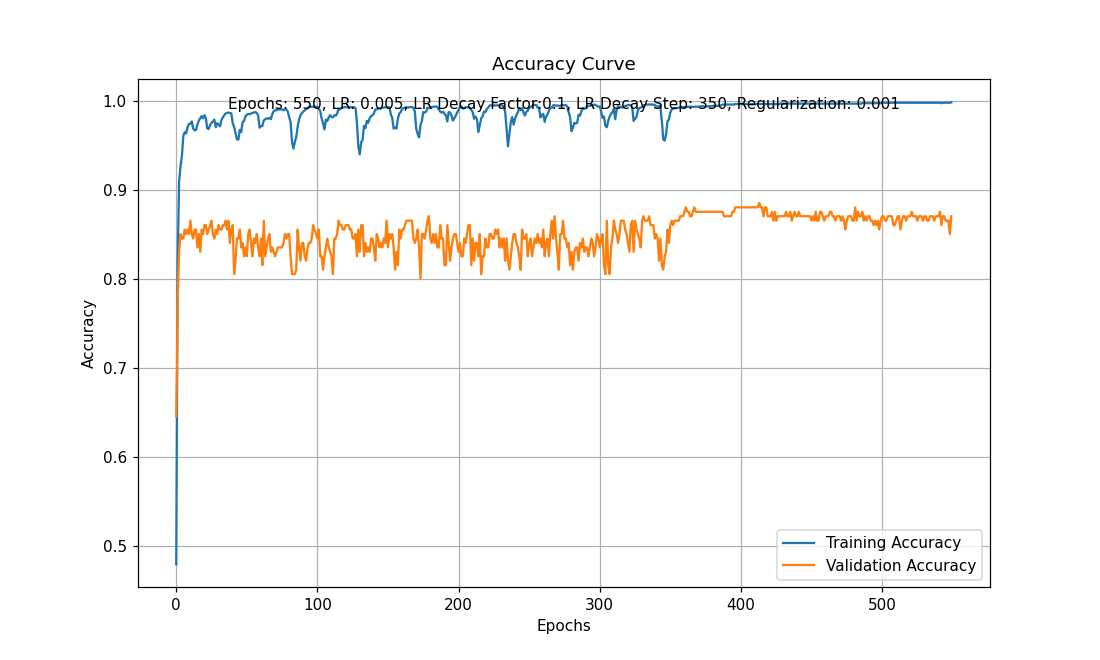 Accuracy Curve
Epochs: 550, LR: 0.005, LR Decay Factor:0.1, LR Decay Step: 350, Regularization: 0.001
1.0
0.9
0.8
0.7
0.6
0.5
Accuracy
Training Accuracy
Validation Accuracy
0 100 200 300 400 500
Epochs